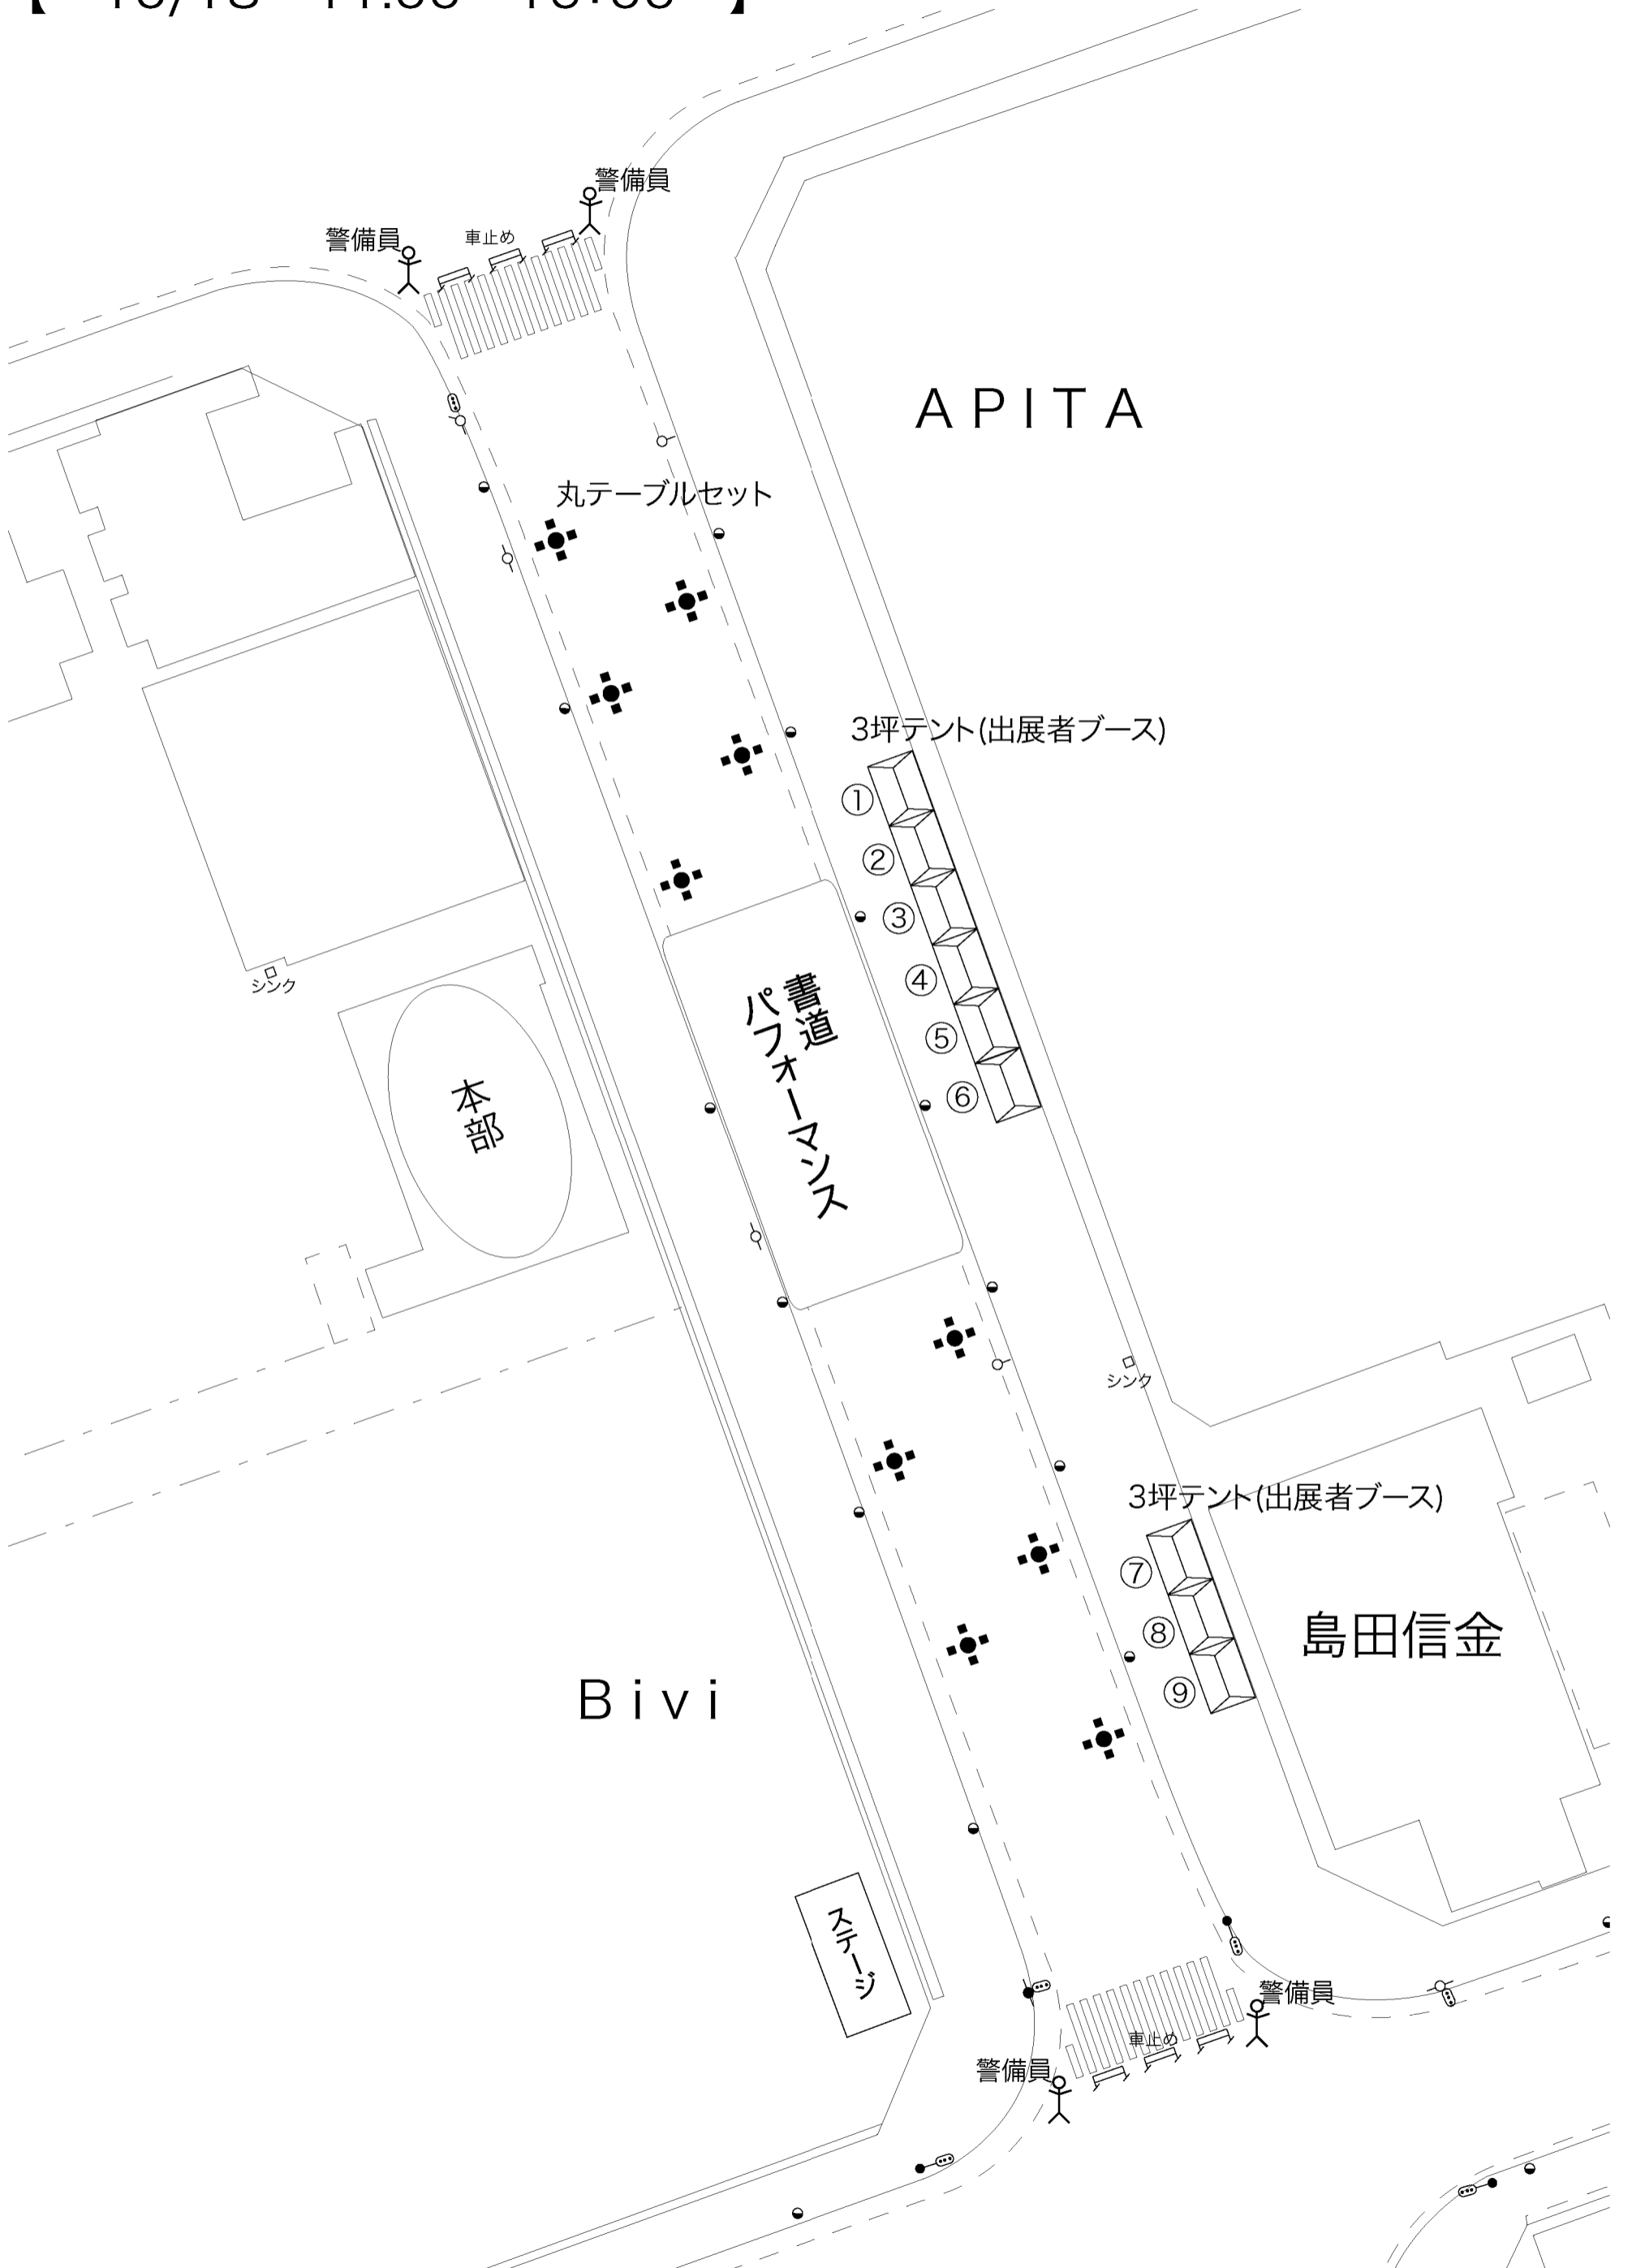 警備員
警備員
車止め
APITA
丸テーブルセット
3坪テント(出展者ブース)
①
②
③
④
⑤
⑥
シンク
書道
パフォーマンス
本部
シンク
3坪テント(出展者ブース)
⑦
⑧
⑨
島田信金
Bivi
ステージ
警備員
車止め
警備員